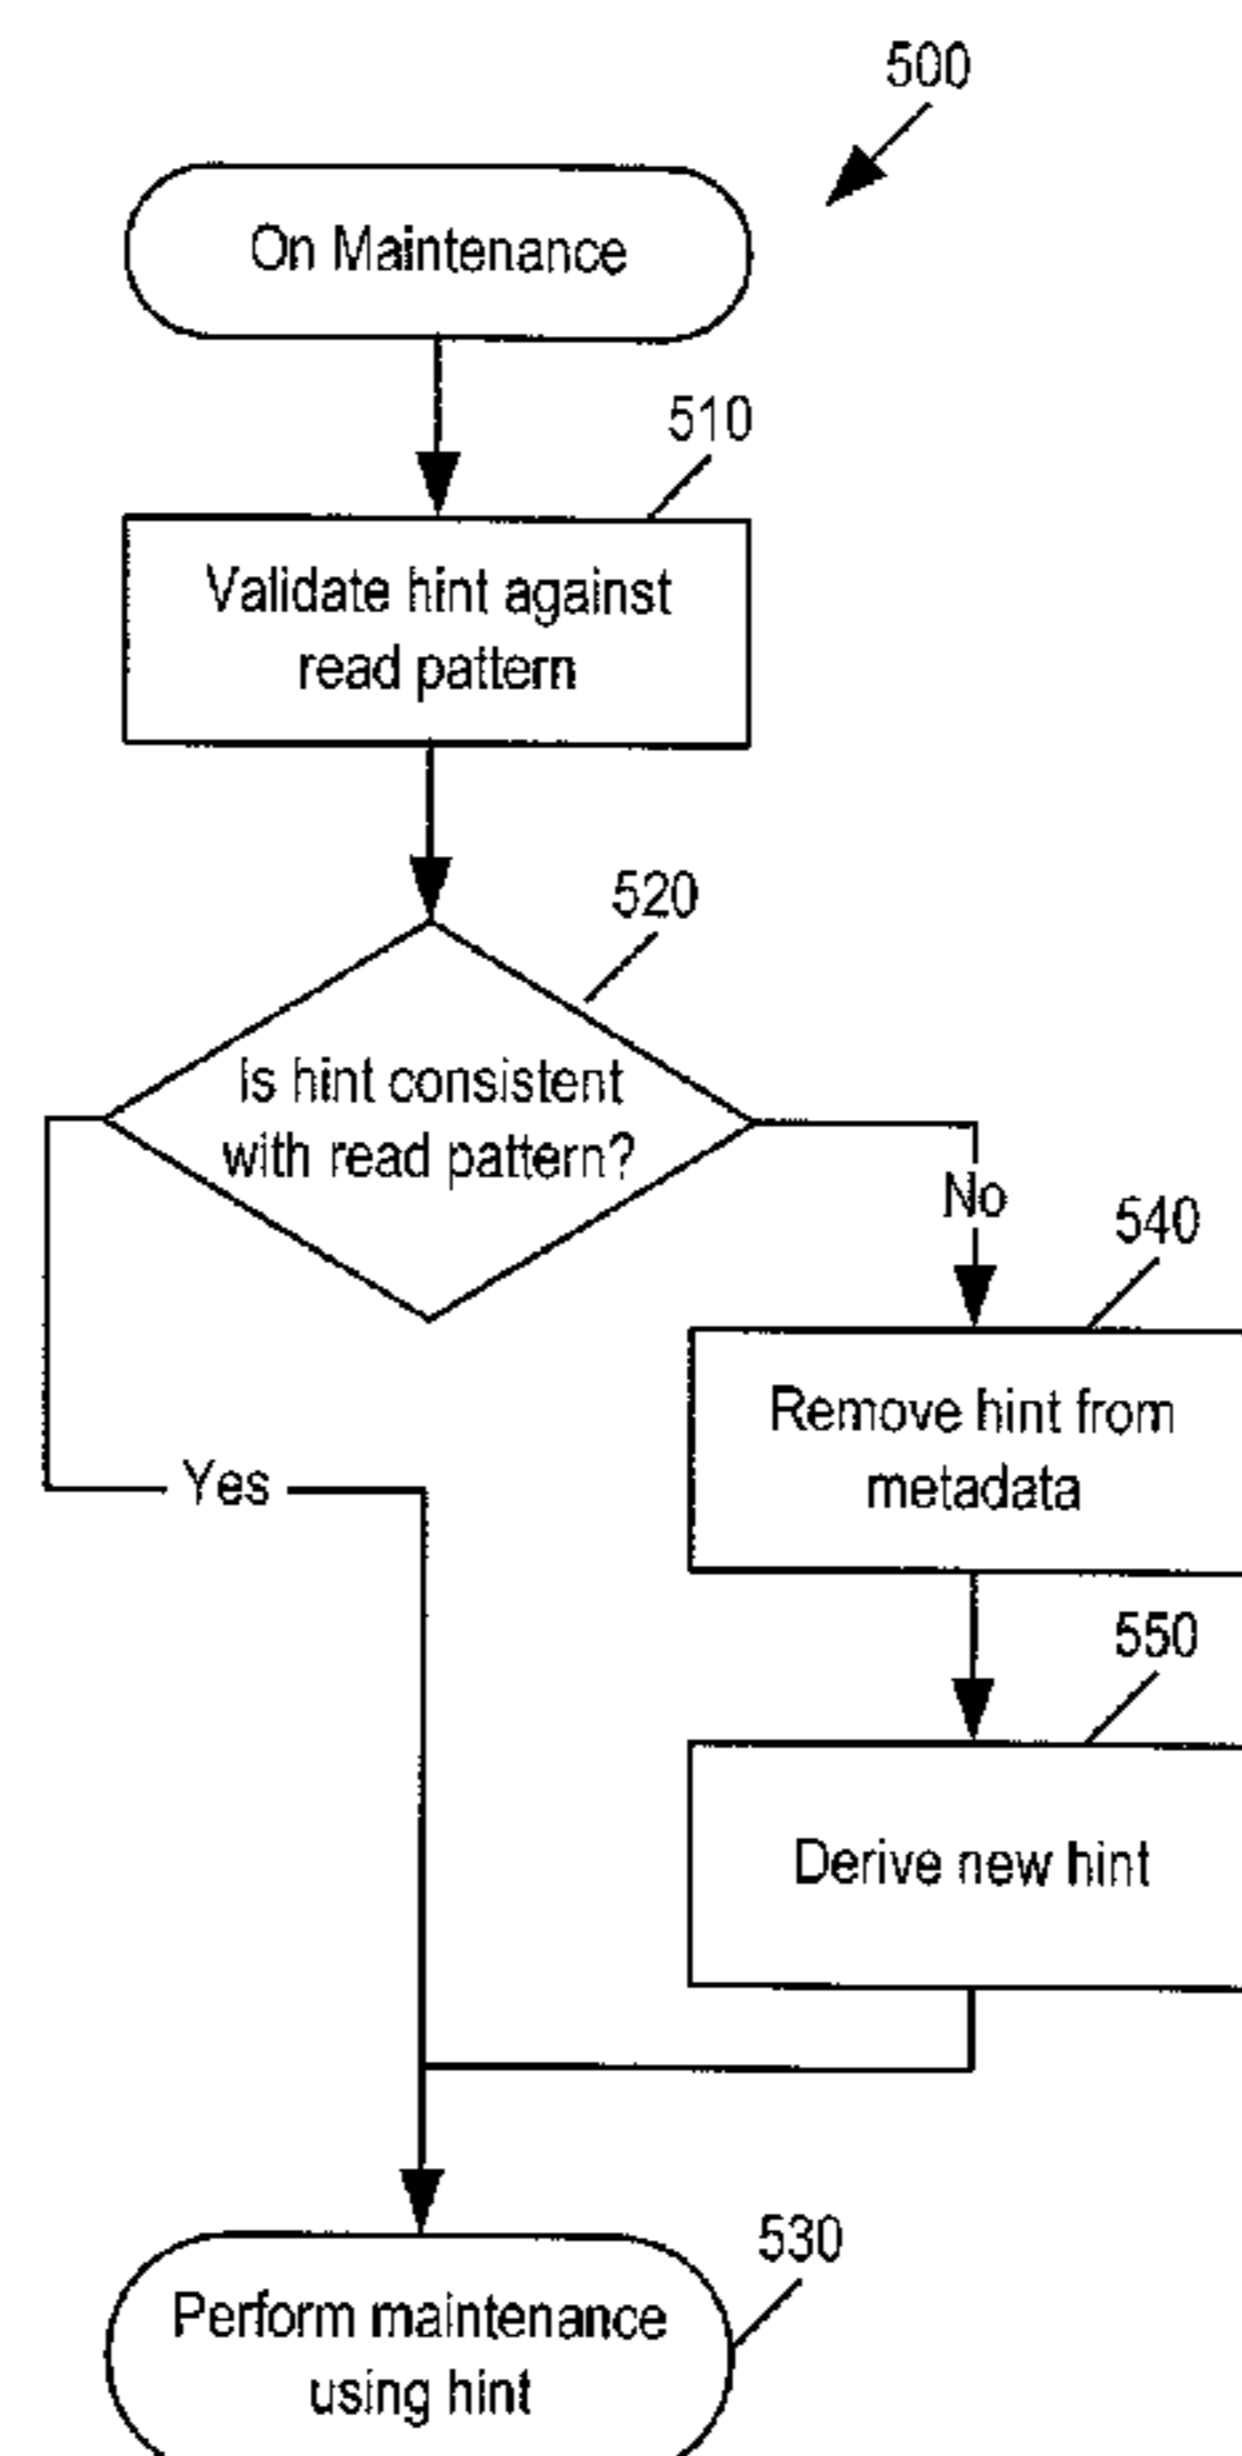 500
On Maintenance
510
Validate hint against
read pattern
520
Is hint consistent
with read pattern?
No
540
Remove hint from
metadata
Yes
550
Derive new hint
530
Perform maintenance
using hint